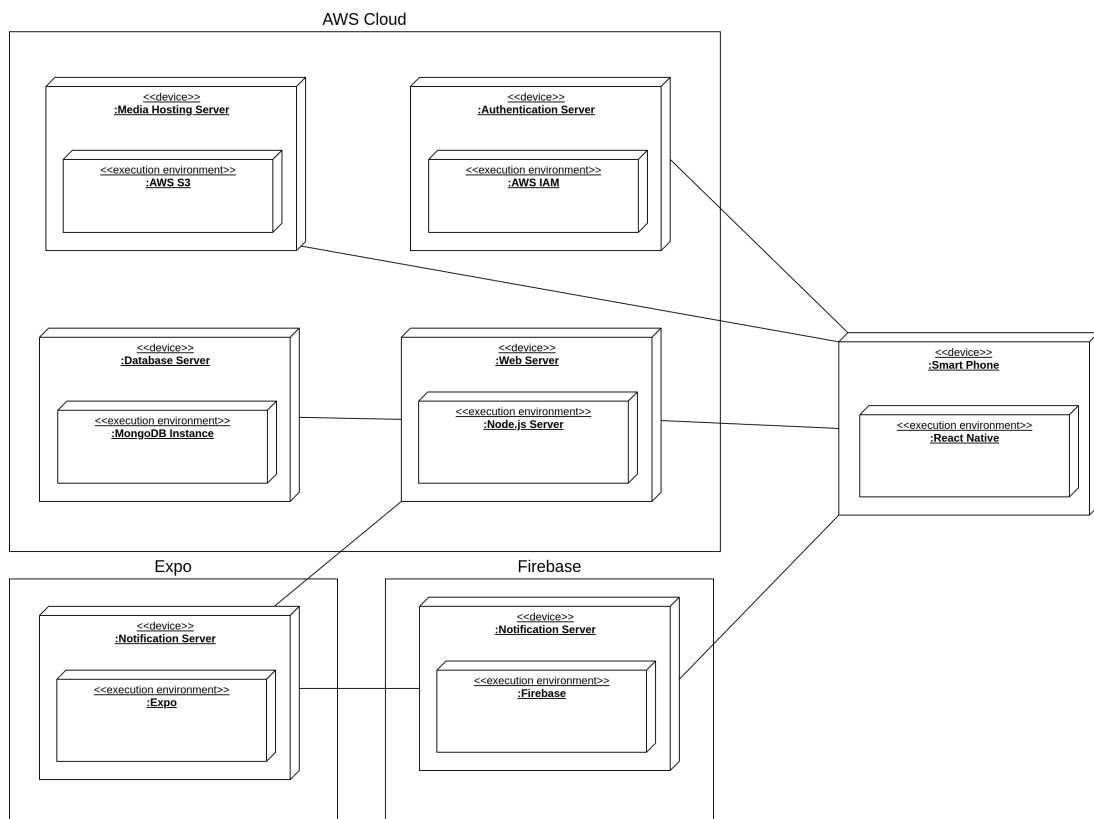 AWS Cloud
<<device>>
:Media Hosting Server
<<execution environment>>
:AWS S3
<<device>>
:Authentication Server
<<execution environment>>
:AWS IAM
<<device>>
:Database Server
<<execution environment>>
:MongoDB Instance
<<device>>
:Web Server
<<execution environment>>
:Node.js Server
<<device>>
:Smart Phone
<<execution environment>>
:React Native
Expo
<<device>>
:Notification Server
<<execution environment>>
:Expo
Firebase
<<device>>
:Notification Server
<<execution environment>>
:Firebase